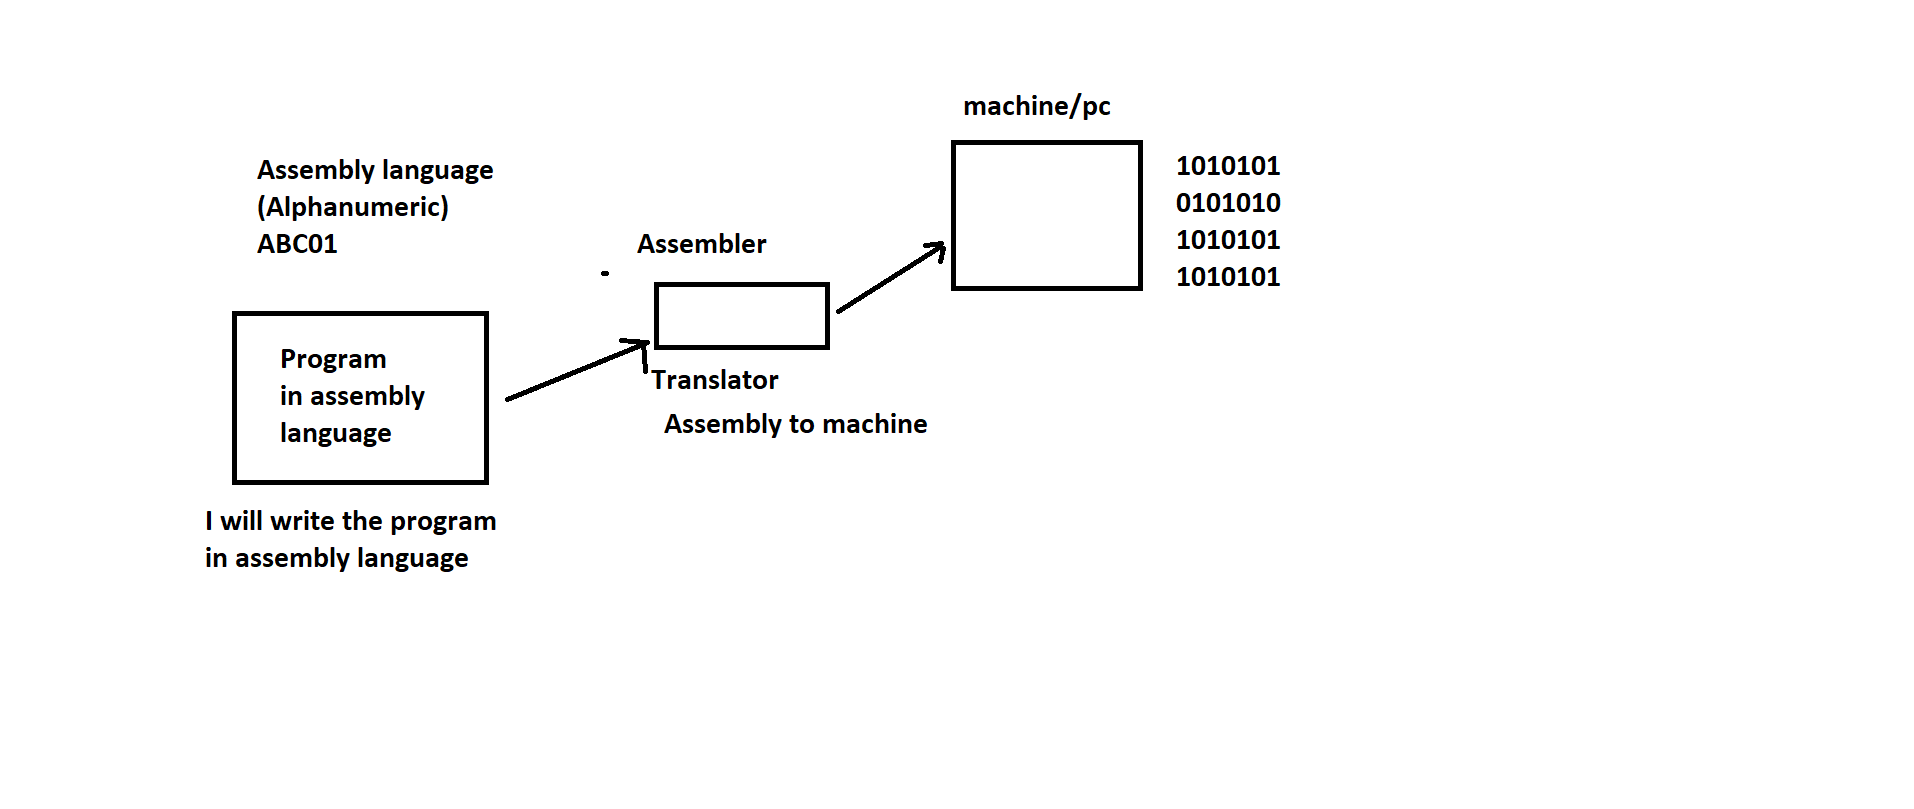 machine/pc
Assembly language
(Alphanumeric)
ABC01
Assembler
1010101
0101010
1010101
1010101
Program
in assembly
language
Translator
Assembly to machine
I will write the program
in assembly language